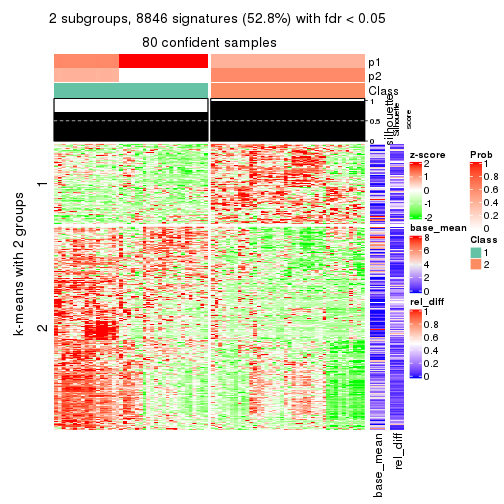 2 subgroups, 8846 signatures (52.8%) with fdr < 0.05
80 confident samples
p1
p2
Class
1
0.5
0
silhouette
Silhouette
score
k-means with 2 groups
1
2
base_mean
rel_diff
z-score
2
1
0
-1
-2
base_mean
8
6
4
2
0
rel_diff
1
0.8
0.6
0.4
0.2
0
Prob
1
0.8
0.6
0.4
0.2
0
Class
1
2